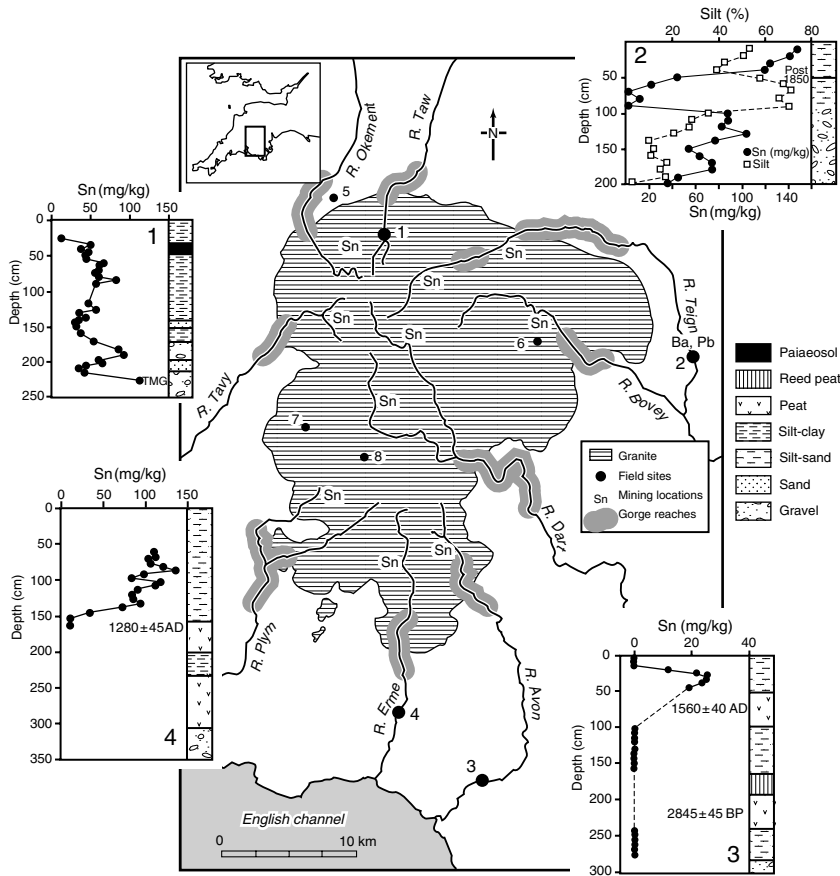 Silt (%)
0 20 40 60 80
2
Post
1850
Sn (mg/kg)
Silt
0
50
100
150
200
Depth (cm)
20 60 100 140
Sn (mg/kg)
N
R. Okement
R. Taw
5
1
Sn
Sn
Sn
Sn
Sn
Sn
Sn
Sn
Sn
Sn
6
7
8
R. Teign
Ba, Pb
2
R. Bovey
R. Tavy
R. Dart
R. Plym
R. Erme
4
R. Avon
3
English channel
0 10 km
Sn (mg/kg)
0 50 100 150
1
0
50
100
150
200
250
Depth (cm)
TMG
Sn (mg/kg)
0 50 100 150
0
50
100
150
200
250
300
350
Depth (cm)
1280±45AD
4
Granite
Field sites
Sn Mining locations
Gorge reaches
Paiaeosol
Reed peat
Peat
Silt-clay
Silt-sand
Sand
Gravel
Sn (mg/kg)
0 20 40
0
50
100
150
200
250
300
Depth (cm)
1560±40 AD
2845±45 BP
3